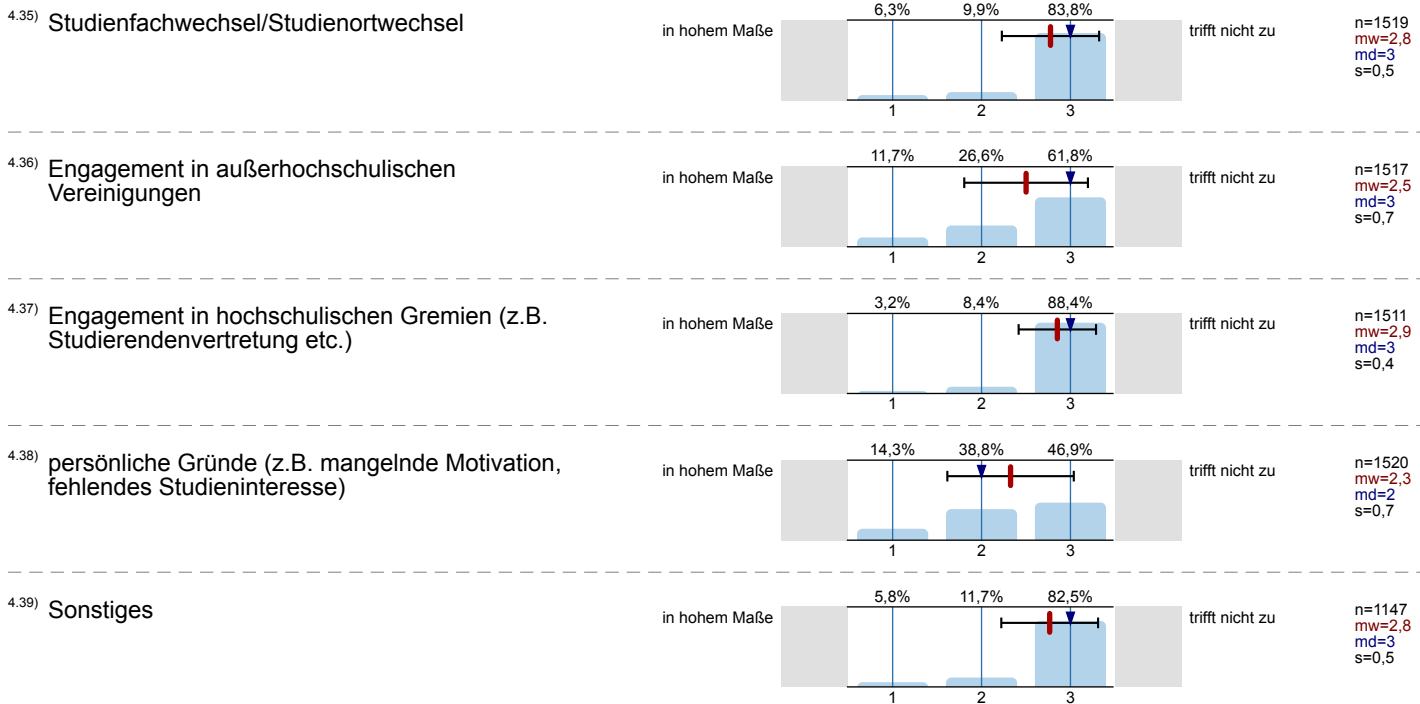 4.35) Studienfachwechsel/Studienortwechsel
in hohem Maße
6,3% 9,9% 83,8%
1 2 3
trifft nicht zu
n=1519
mw=2,8
md=3
s=0,5
4.36) Engagement in außerhochschulischen
Vereinigungen
in hohem Maße
11,7% 26,6% 61,8%
1 2 3
trifft nicht zu
n=1517
mw=2,5
md=3
s=0,7
4.37) Engagement in hochschulischen Gremien (z.B.
Studierendenvertretung etc.)
in hohem Maße
3,2% 8,4% 88,4%
1 2 3
trifft nicht zu
n=1511
mw=2,9
md=3
s=0,4
4.38) persönliche Gründe (z.B. mangelnde Motivation,
fehlendes Studieninteresse)
in hohem Maße
14,3% 38,8% 46,9%
1 2 3
trifft nicht zu
n=1520
mw=2,3
md=2
s=0,7
4.39) Sonstiges
in hohem Maße
5,8% 11,7% 82,5%
1 2 3
trifft nicht zu
n=1147
mw=2,8
md=3
s=0,5